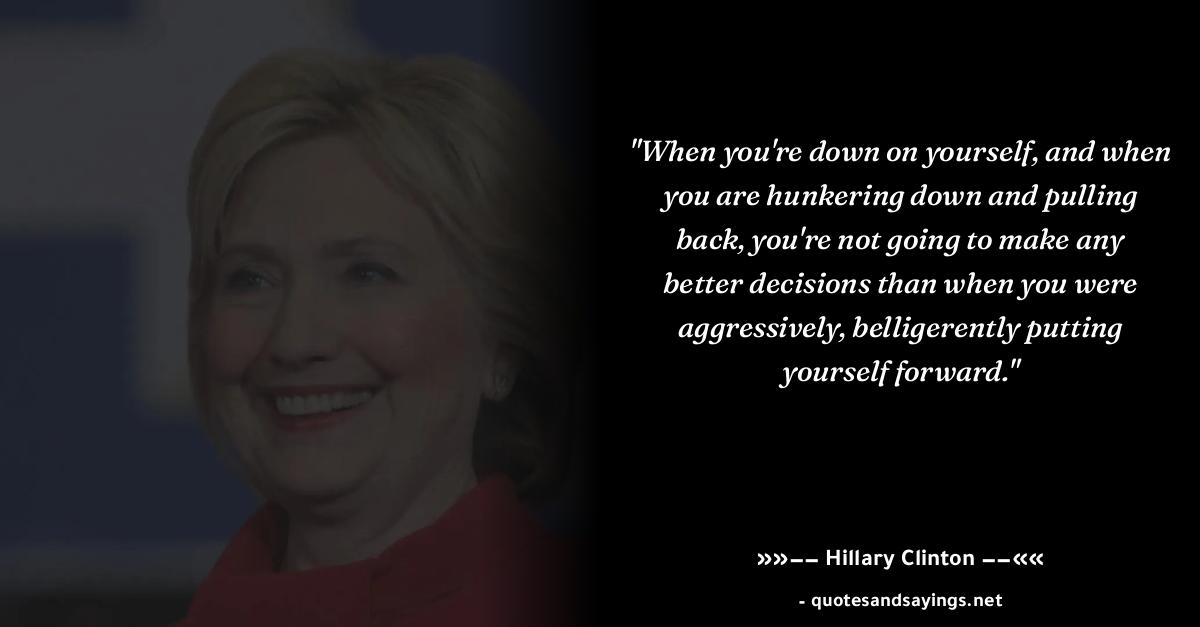 "When you're down on yourself, and when
you are hunkering down and pulling
back, you're not going to make any
better decisions than when you were
aggressively, belligerently putting
yourself forward."
»»−− Hillary Clinton −−««
- quotesandsayings.net